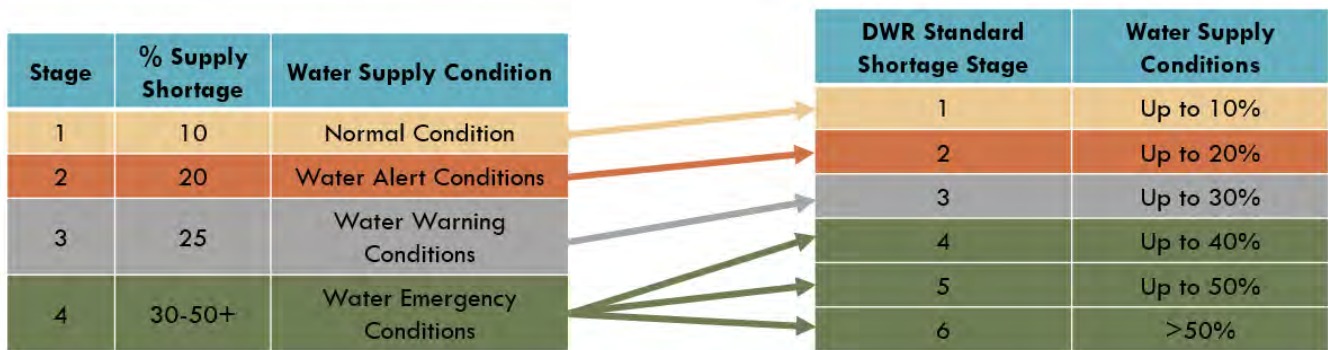 Stage % Supply Shortage Water Supply Condition
1 10 Normal Condition
2 20 Water Alert Conditions
3 25 Water Warning Conditions
4 30-50+ Water Emergency Conditions
DWR Standard Shortage Stage Water Supply Conditions
1 Up to 10%
2 Up to 20%
3 Up to 30%
4 Up to 40%
5 Up to 50%
6 >50%